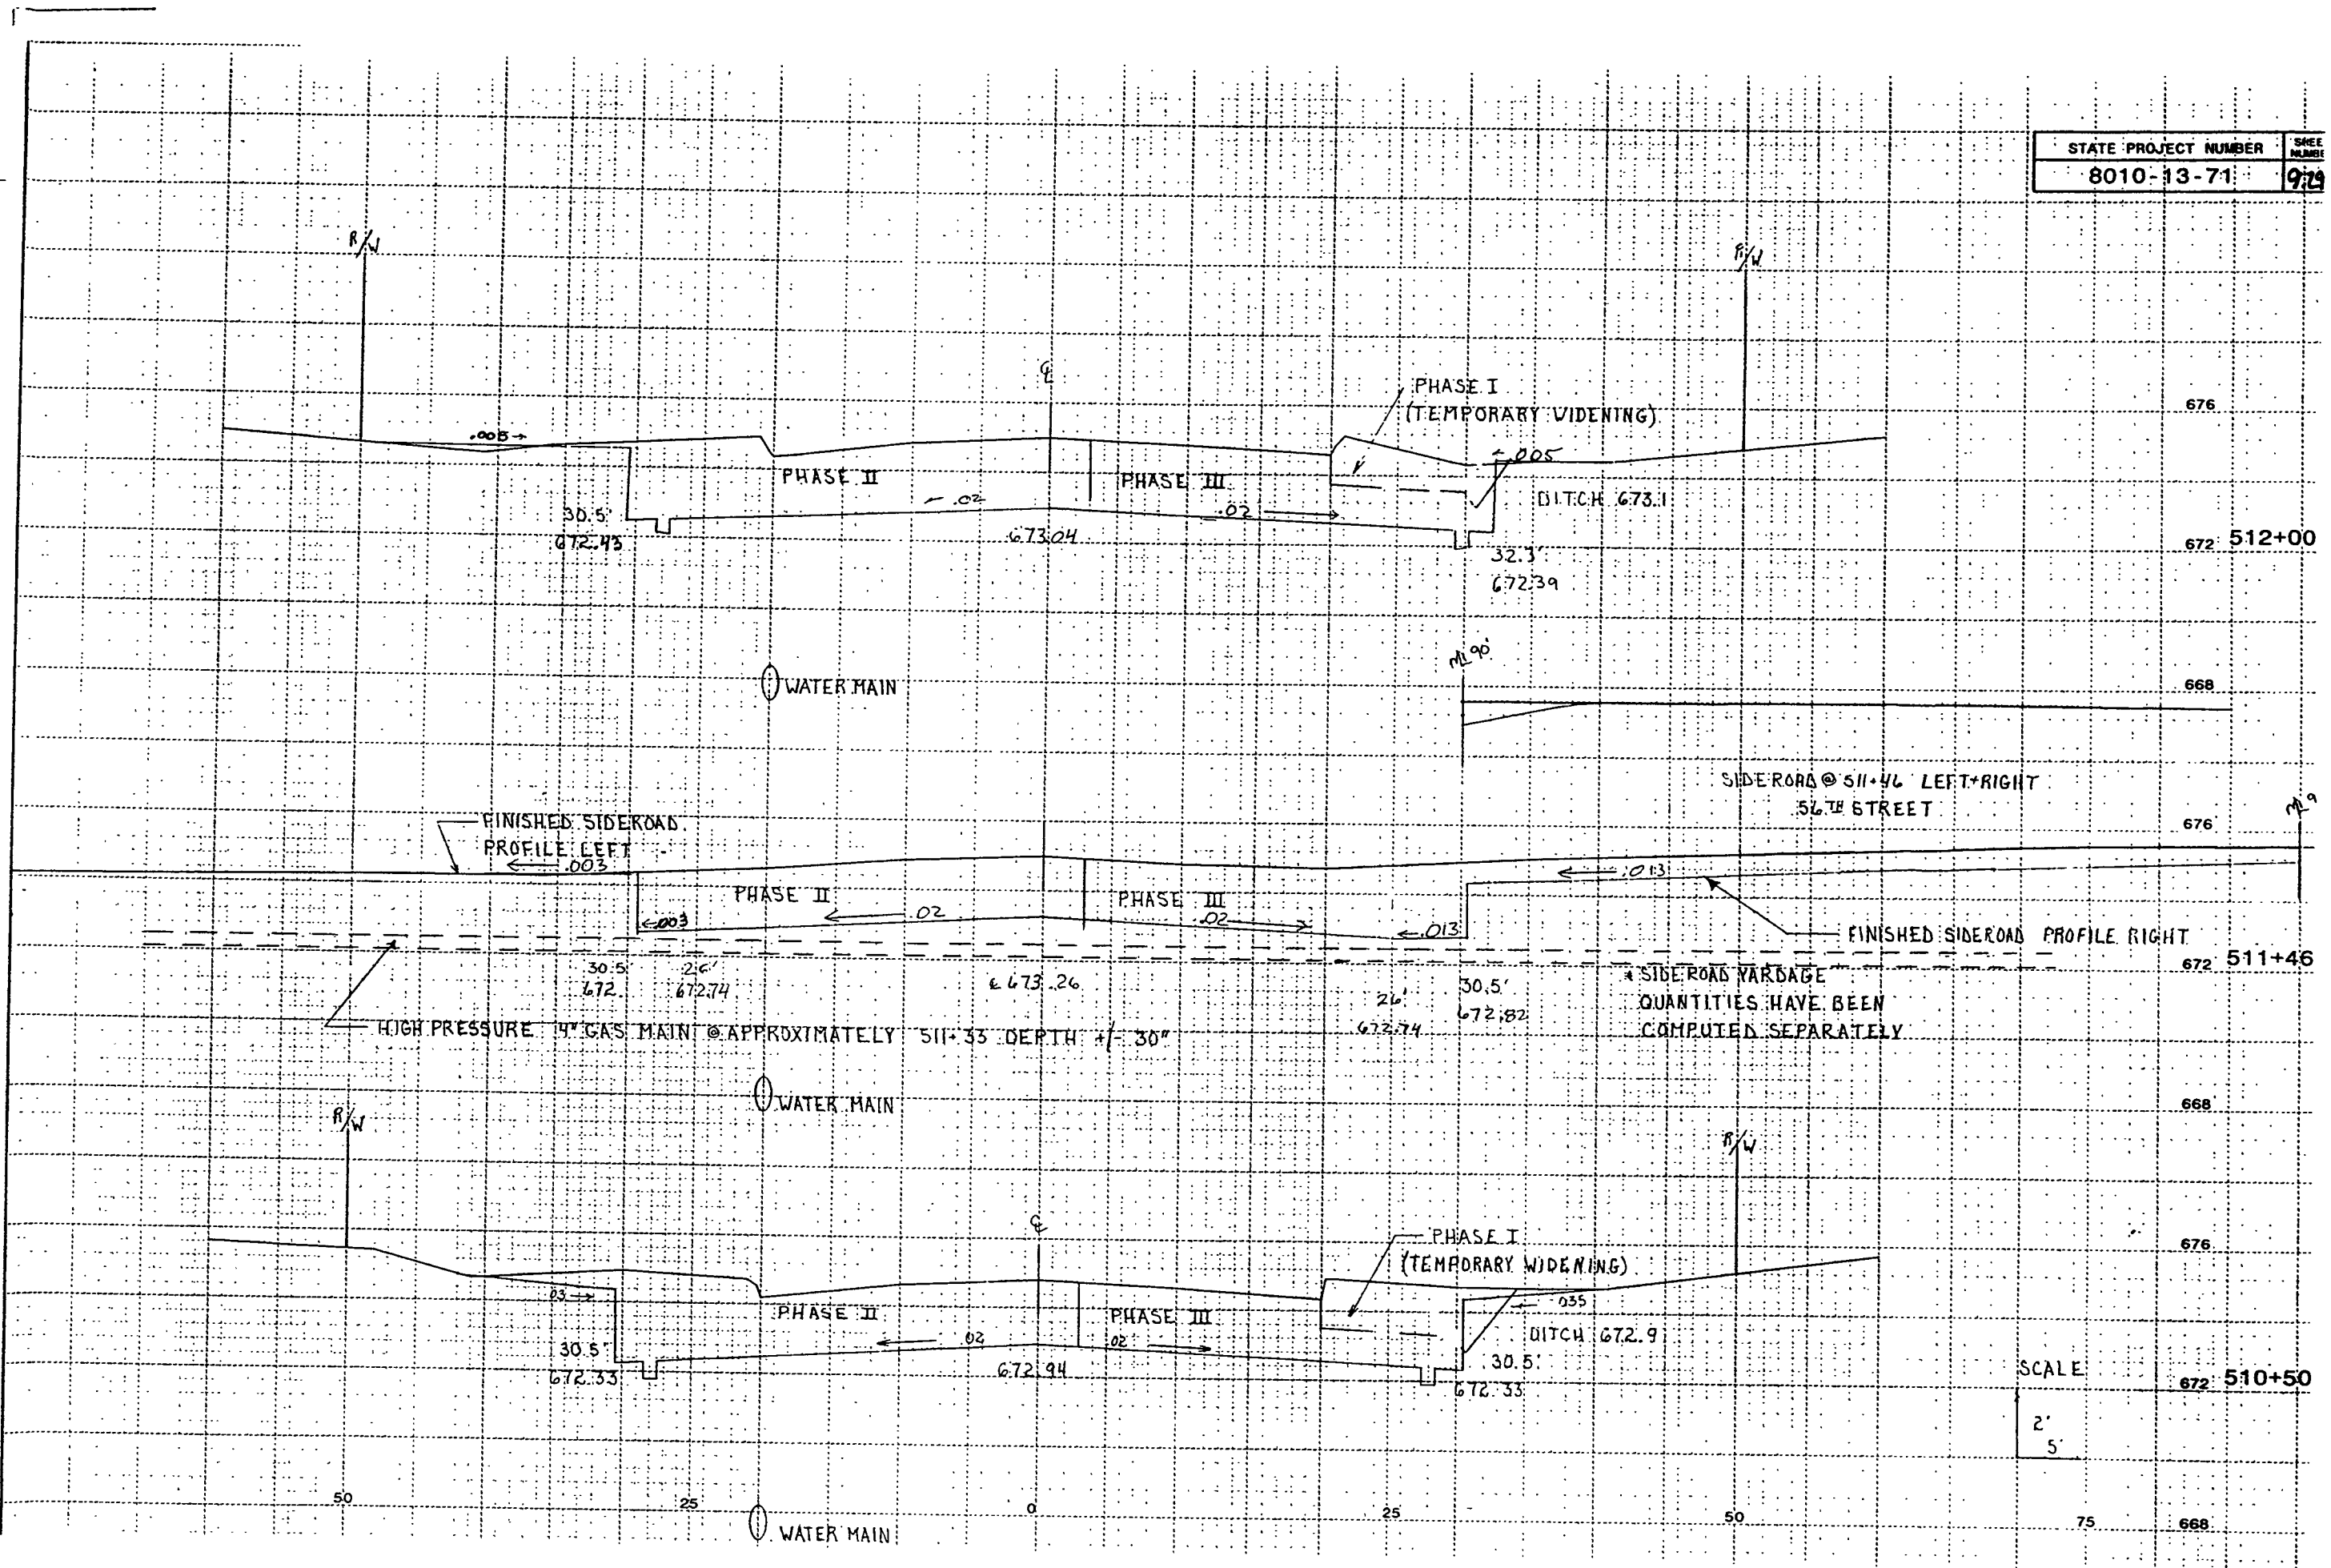 STATE PROJECT NUMBER
8010-13-71
R/W
R/W
℄
PHASE I
(TEMPORARY WIDENING)
676
.005→
←.005
PHASE II
PHASE III
DITCH 673.1
← .02
.02 →
30.5'
672.43
673.04
32.3'
672.39
672 512+00
ML 90'
WATER MAIN
668
SIDEROAD @ 511+46 LEFT+RIGHT
56TH STREET
676
FINISHED SIDEROAD
PROFILE LEFT
← .003
← .013
PHASE II
PHASE III
←.003
← .02
.02 →
←.013
FINISHED SIDEROAD PROFILE RIGHT
672 511+46
30.5'
672.
26'
672.74
℄ 673.26
26'
672.74
30.5'
672.82
* SIDEROAD YARDAGE
QUANTITIES HAVE BEEN
COMPUTED SEPARATELY
HIGH PRESSURE 4" GAS MAIN @ APPROXIMATELY 511+33 DEPTH +/- 30"
WATER MAIN
668
R/W
R/W
℄
PHASE I
(TEMPORARY WIDENING)
676
.03 →
← .035
PHASE II
PHASE III
DITCH 672.9
← .02
.02 →
30.5'
672.33
672.94
30.5'
672.33
SCALE
2'
5'
672 510+50
50
25
0
25
50
75
668
WATER MAIN